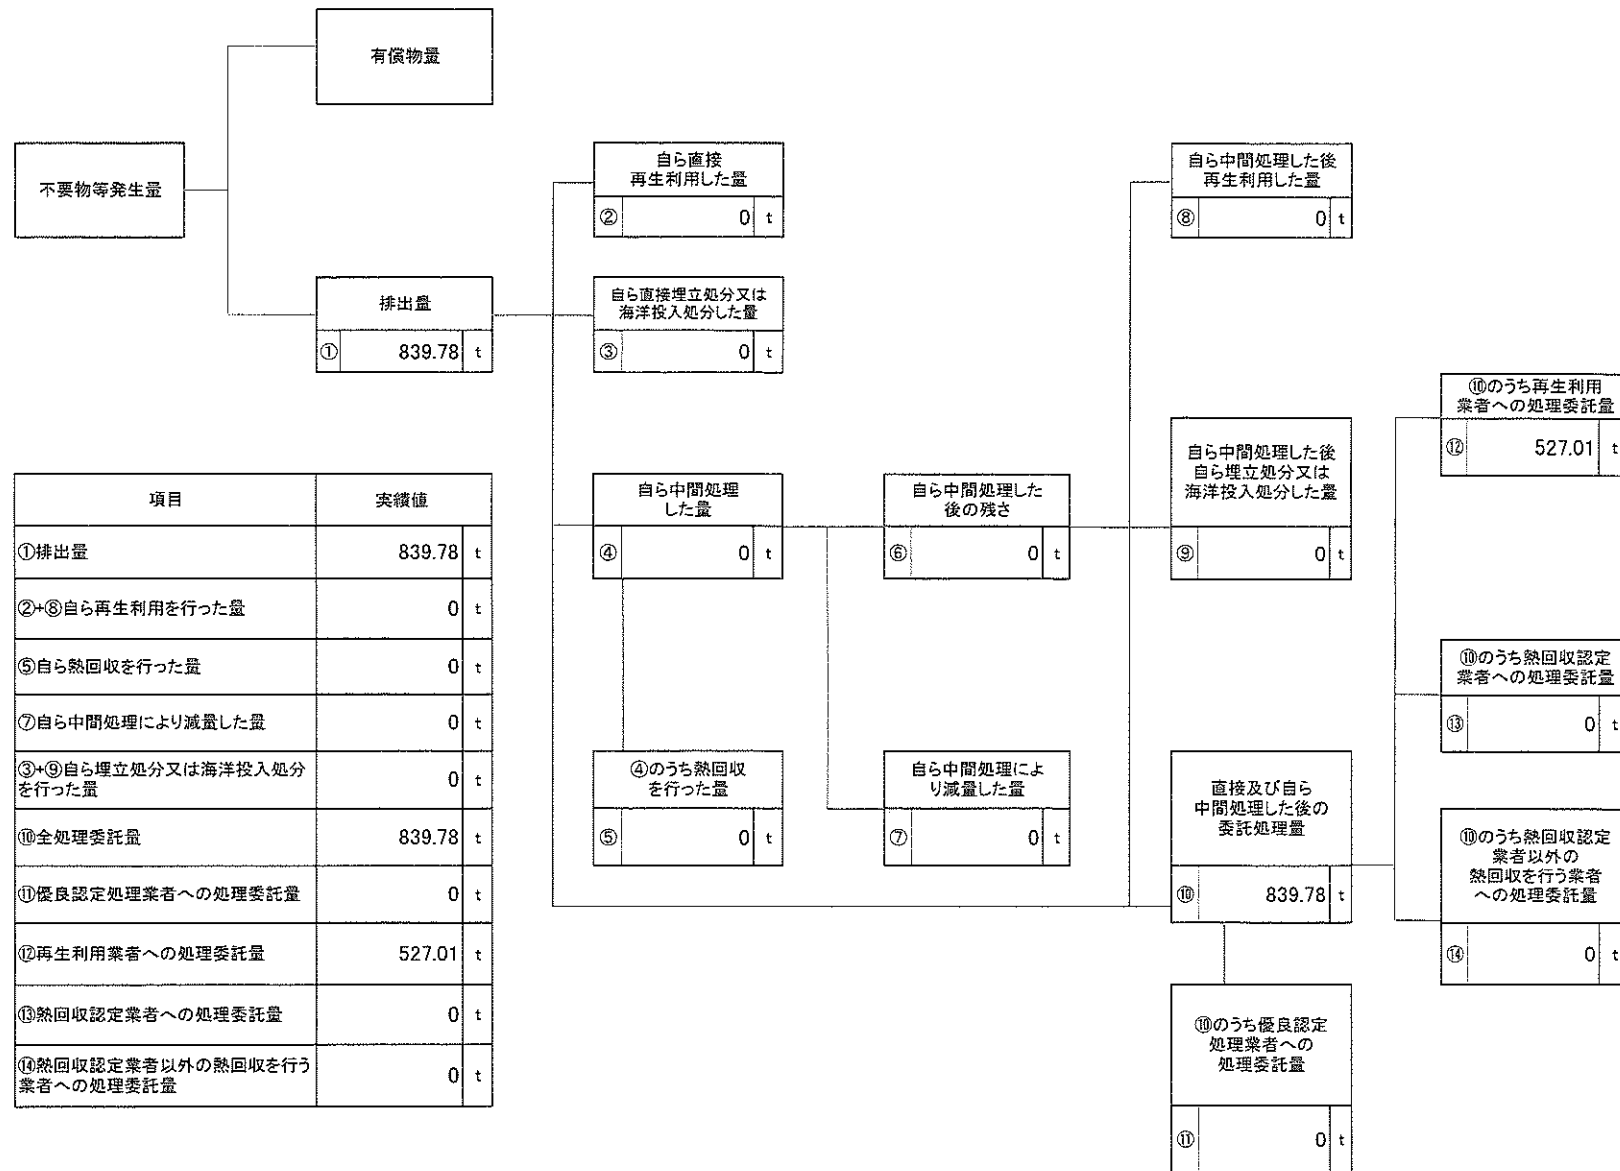 有償物量
不要物等発生量
排出量
① 839.78 t
自ら直接
再生利用した量
② 0 t
自ら直接埋立処分又は
海洋投入処分した量
③ 0 t
自ら中間処理
した量
④ 0 t
④のうち熱回収
を行った量
⑤ 0 t
自ら中間処理した
後の残さ
⑥ 0 t
自ら中間処理によ
り減量した量
⑦ 0 t
自ら中間処理した後
再生利用した量
⑧ 0 t
自ら中間処理した後
自ら埋立処分又は
海洋投入処分した量
⑨ 0 t
直接及び自ら
中間処理した後の
委託処理量
⑩ 839.78 t
⑩のうち優良認定
処理業者への
処理委託量
⑪ 0 t
⑩のうち再生利用
業者への処理委託量
⑫ 527.01 t
⑩のうち熱回収認定
業者への処理委託量
⑬ 0 t
⑩のうち熱回収認定
業者以外の
熱回収を行う業者
への処理委託量
⑭ 0 t
項目 実績値
①排出量 839.78 t
②+⑧自ら再生利用を行った量 0 t
⑤自ら熱回収を行った量 0 t
⑦自ら中間処理により減量した量 0 t
③+⑨自ら埋立処分又は海洋投入処分
を行った量 0 t
⑩全処理委託量 839.78 t
⑪優良認定処理業者への処理委託量 0 t
⑫再生利用業者への処理委託量 527.01 t
⑬熱回収認定業者への処理委託量 0 t
⑭熱回収認定業者以外の熱回収を行う
業者への処理委託量 0 t